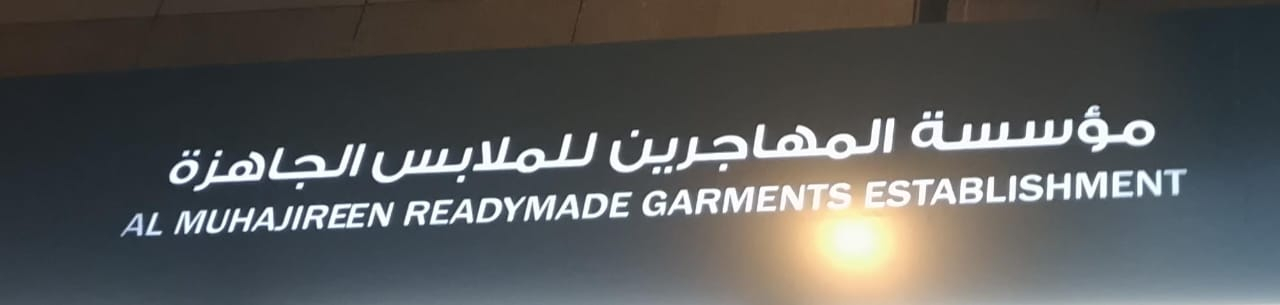 مؤسسة المهاجرين للملابس الجاهزة
AL MUHAJIREEN READYMADE GARMENTS ESTABLISHMENT